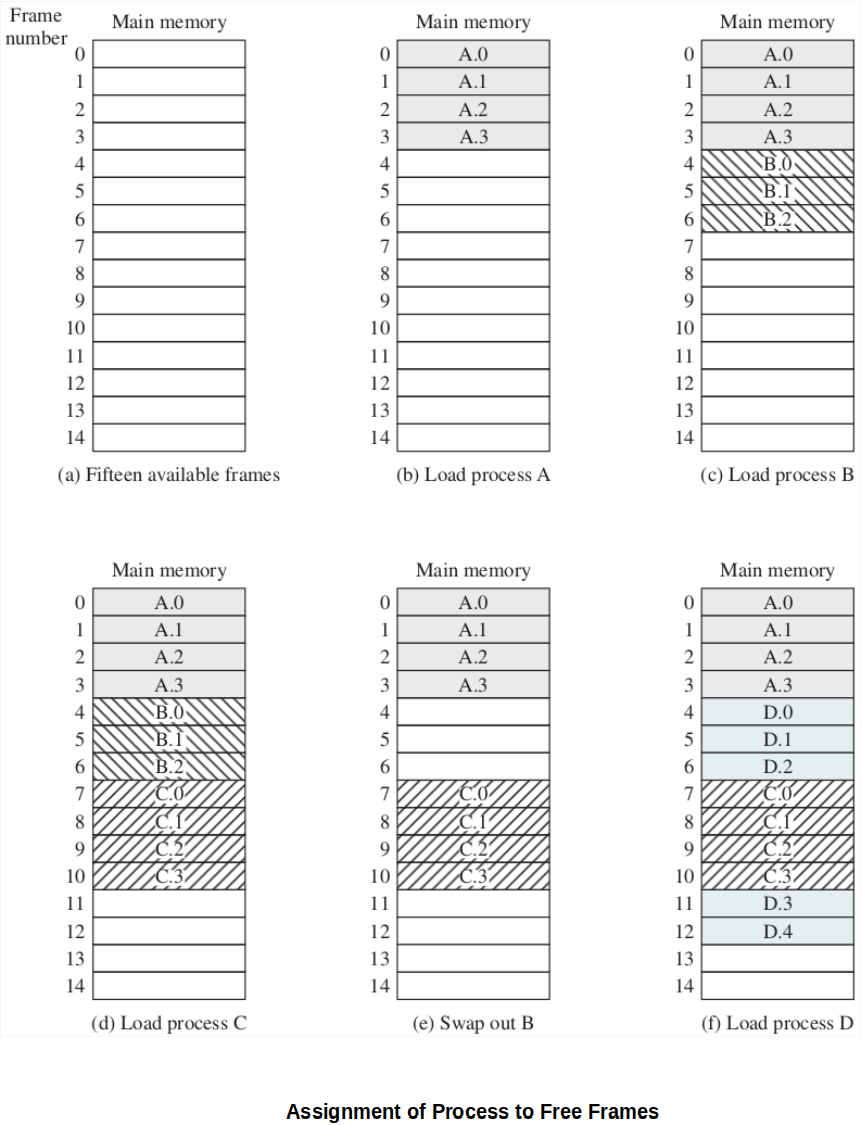 Frame
number
Main memory
0
1
2
3
4
5
6
7
8
9
10
11
12
13
14
(a) Fifteen available frames
Main memory
0 A.0
1 A.1
2 A.2
3 A.3
4
5
6
7
8
9
10
11
12
13
14
(b) Load process A
Main memory
0 A.0
1 A.1
2 A.2
3 A.3
4 B.0
5 B.1
6 B.2
7
8
9
10
11
12
13
14
(c) Load process B
Main memory
0 A.0
1 A.1
2 A.2
3 A.3
4 B.0
5 B.1
6 B.2
7 C.0
8 C.1
9 C.2
10 C.3
11
12
13
14
(d) Load process C
Main memory
0 A.0
1 A.1
2 A.2
3 A.3
4
5
6
7 C.0
8 C.1
9 C.2
10 C.3
11
12
13
14
(e) Swap out B
Main memory
0 A.0
1 A.1
2 A.2
3 A.3
4 D.0
5 D.1
6 D.2
7 C.0
8 C.1
9 C.2
10 C.3
11 D.3
12 D.4
13
14
(f) Load process D
Assignment of Process to Free Frames